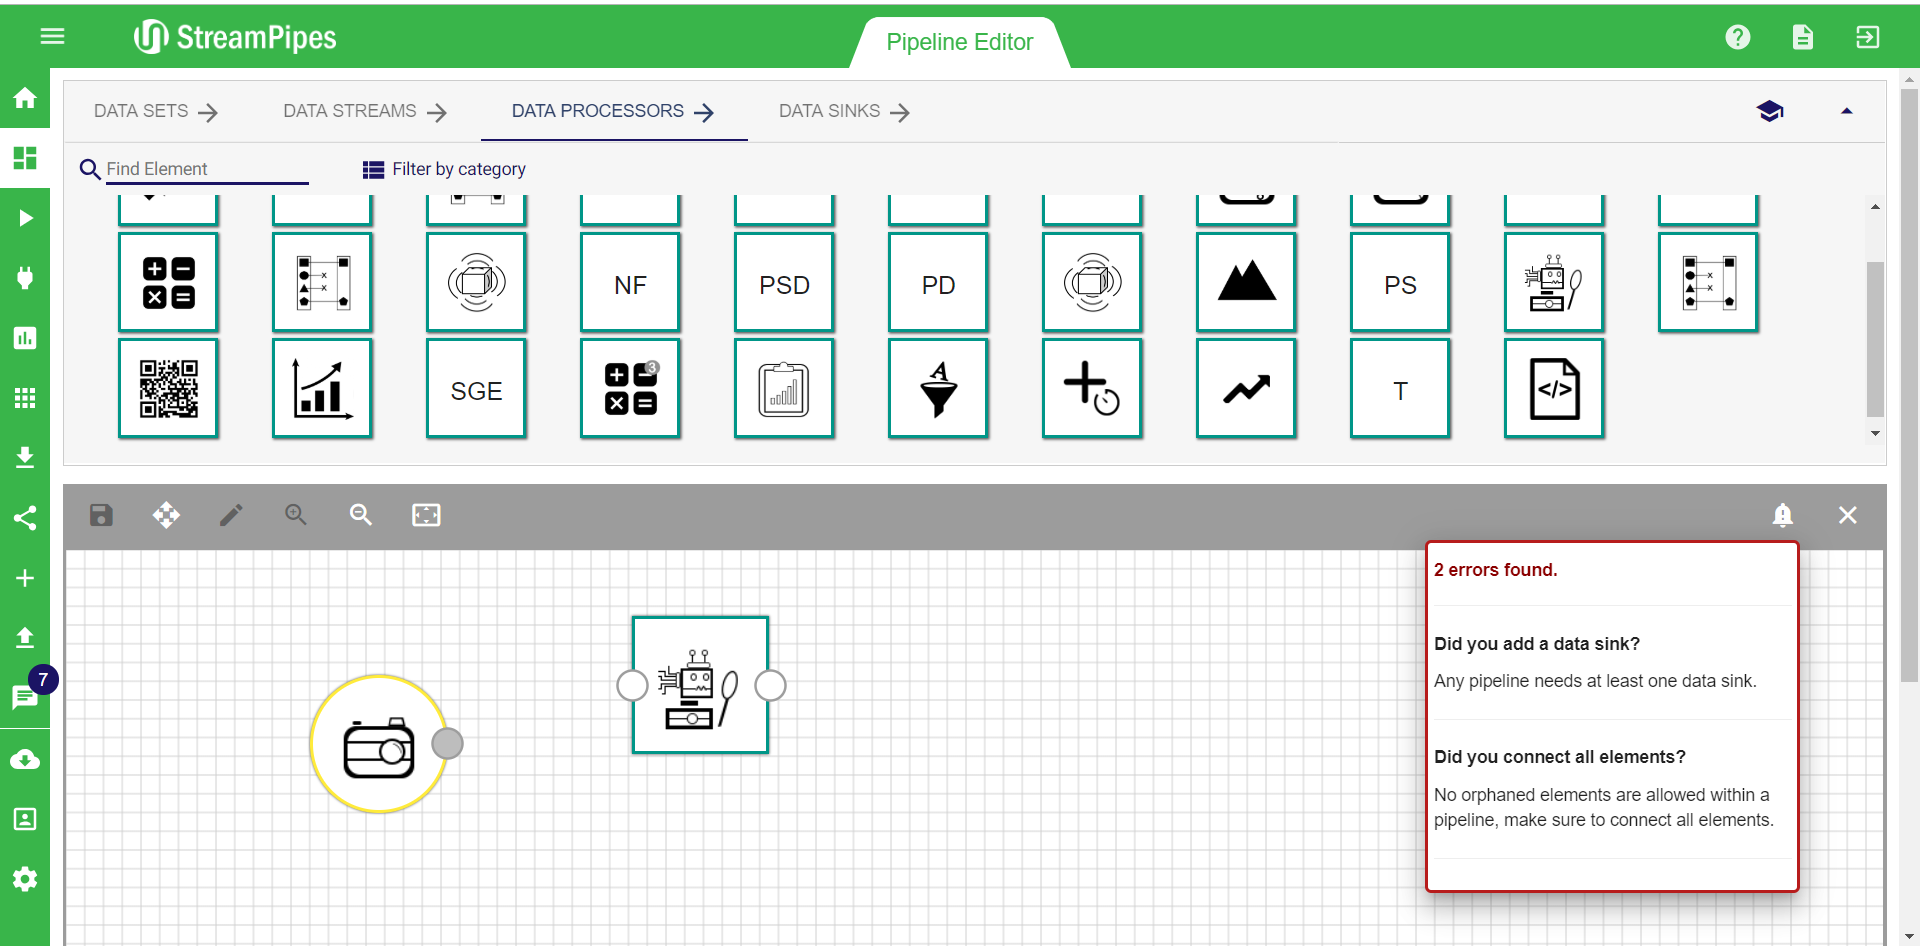 StreamPipes
Pipeline Editor
DATA SETS
DATA STREAMS
DATA PROCESSORS
DATA SINKS
Find Element
Filter by category
NF
PSD
PD
PS
SGE
3
A
T
</>
7
2 errors found.
Did you add a data sink?
Any pipeline needs at least one data sink.
Did you connect all elements?
No orphaned elements are allowed within a
pipeline, make sure to connect all elements.